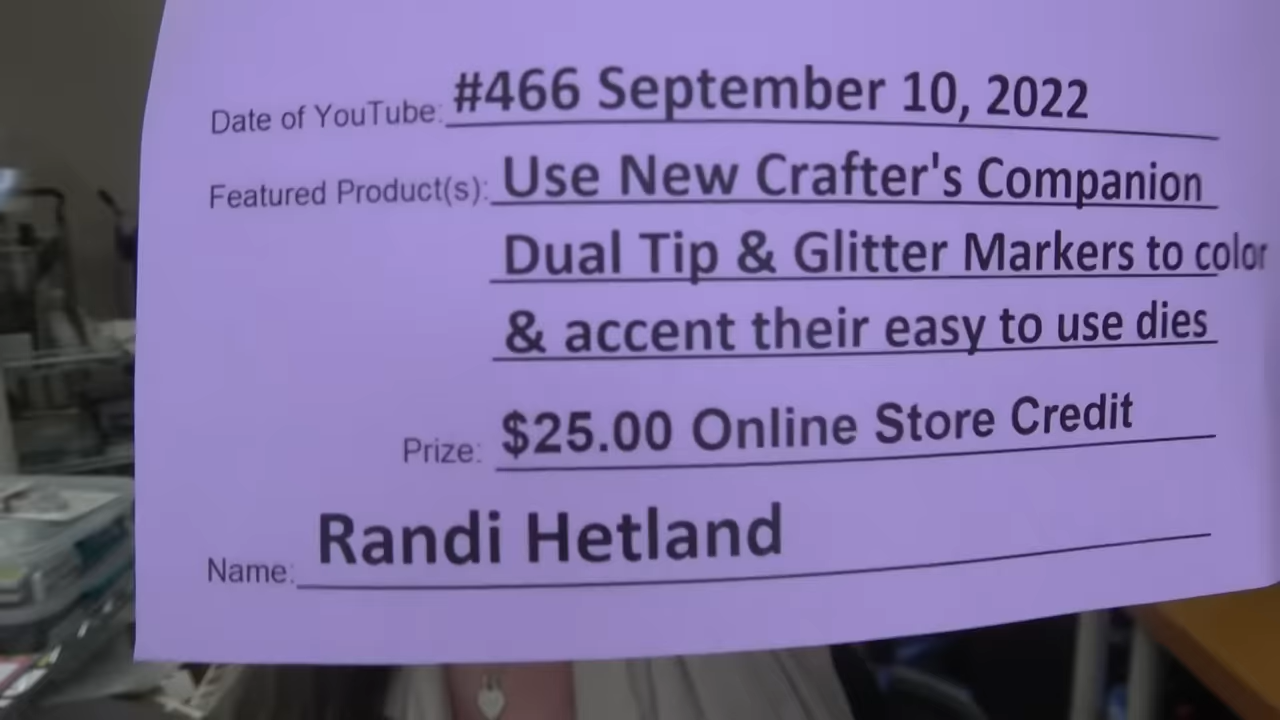 Date of YouTube: #466 September 10, 2022
Featured Product(s): Use New Crafter's Companion
Dual Tip & Glitter Markers to color
& accent their easy to use dies
Prize: $25.00 Online Store Credit
Name: Randi Hetland